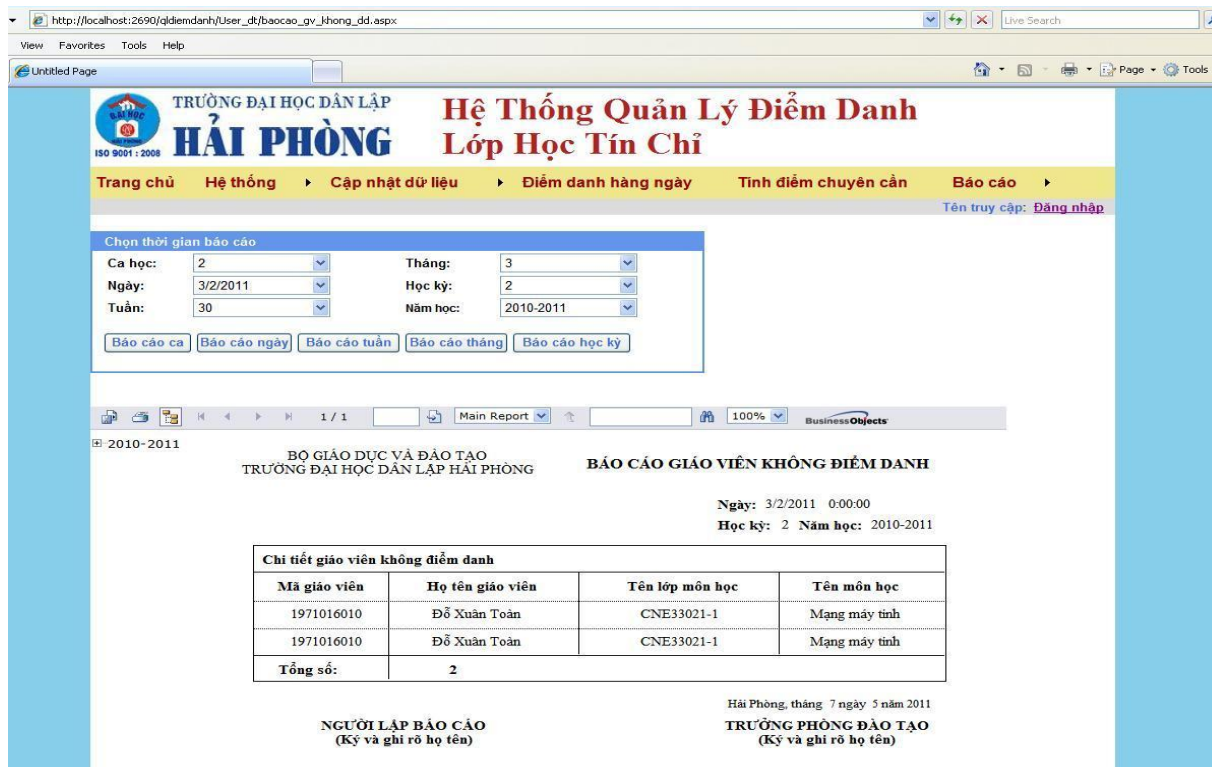 http://localhost:2690/qldiemdanh/User_dt/baocao_gv_khong_dd.aspx Live Search
View Favorites Tools Help
Untitled Page Page Tools
ĐẠI HỌC
ISO 9001 : 2008
TRƯỜNG ĐẠI HỌC DÂN LẬP
HẢI PHÒNG
Hệ Thống Quản Lý Điểm Danh
Lớp Học Tín Chỉ
Trang chủ Hệ thống Cập nhật dữ liệu Điểm danh hàng ngày Tính điểm chuyên cần Báo cáo
Tên truy cập: Đăng nhập
Chọn thời gian báo cáo
Ca học: 2 Tháng: 3
Ngày: 3/2/2011 Học kỳ: 2
Tuần: 30 Năm học: 2010-2011
Báo cáo ca Báo cáo ngày Báo cáo tuần Báo cáo tháng Báo cáo học kỳ
1 / 1 Main Report 100% BusinessObjects
2010-2011
BỘ GIÁO DỤC VÀ ĐÀO TẠO
TRƯỜNG ĐẠI HỌC DÂN LẬP HẢI PHÒNG
BÁO CÁO GIÁO VIÊN KHÔNG ĐIỂM DANH
Ngày: 3/2/2011 0:00:00
Học kỳ: 2 Năm học: 2010-2011
Chi tiết giáo viên không điểm danh
Mã giáo viên Họ tên giáo viên Tên lớp môn học Tên môn học
1971016010 Đỗ Xuân Toàn CNE33021-1 Mạng máy tính
1971016010 Đỗ Xuân Toàn CNE33021-1 Mạng máy tính
Tổng số: 2
Hải Phòng, tháng 7 ngày 5 năm 2011
NGƯỜI LẬP BÁO CÁO TRƯỞNG PHÒNG ĐÀO TẠO
(Ký và ghi rõ họ tên) (Ký và ghi rõ họ tên)